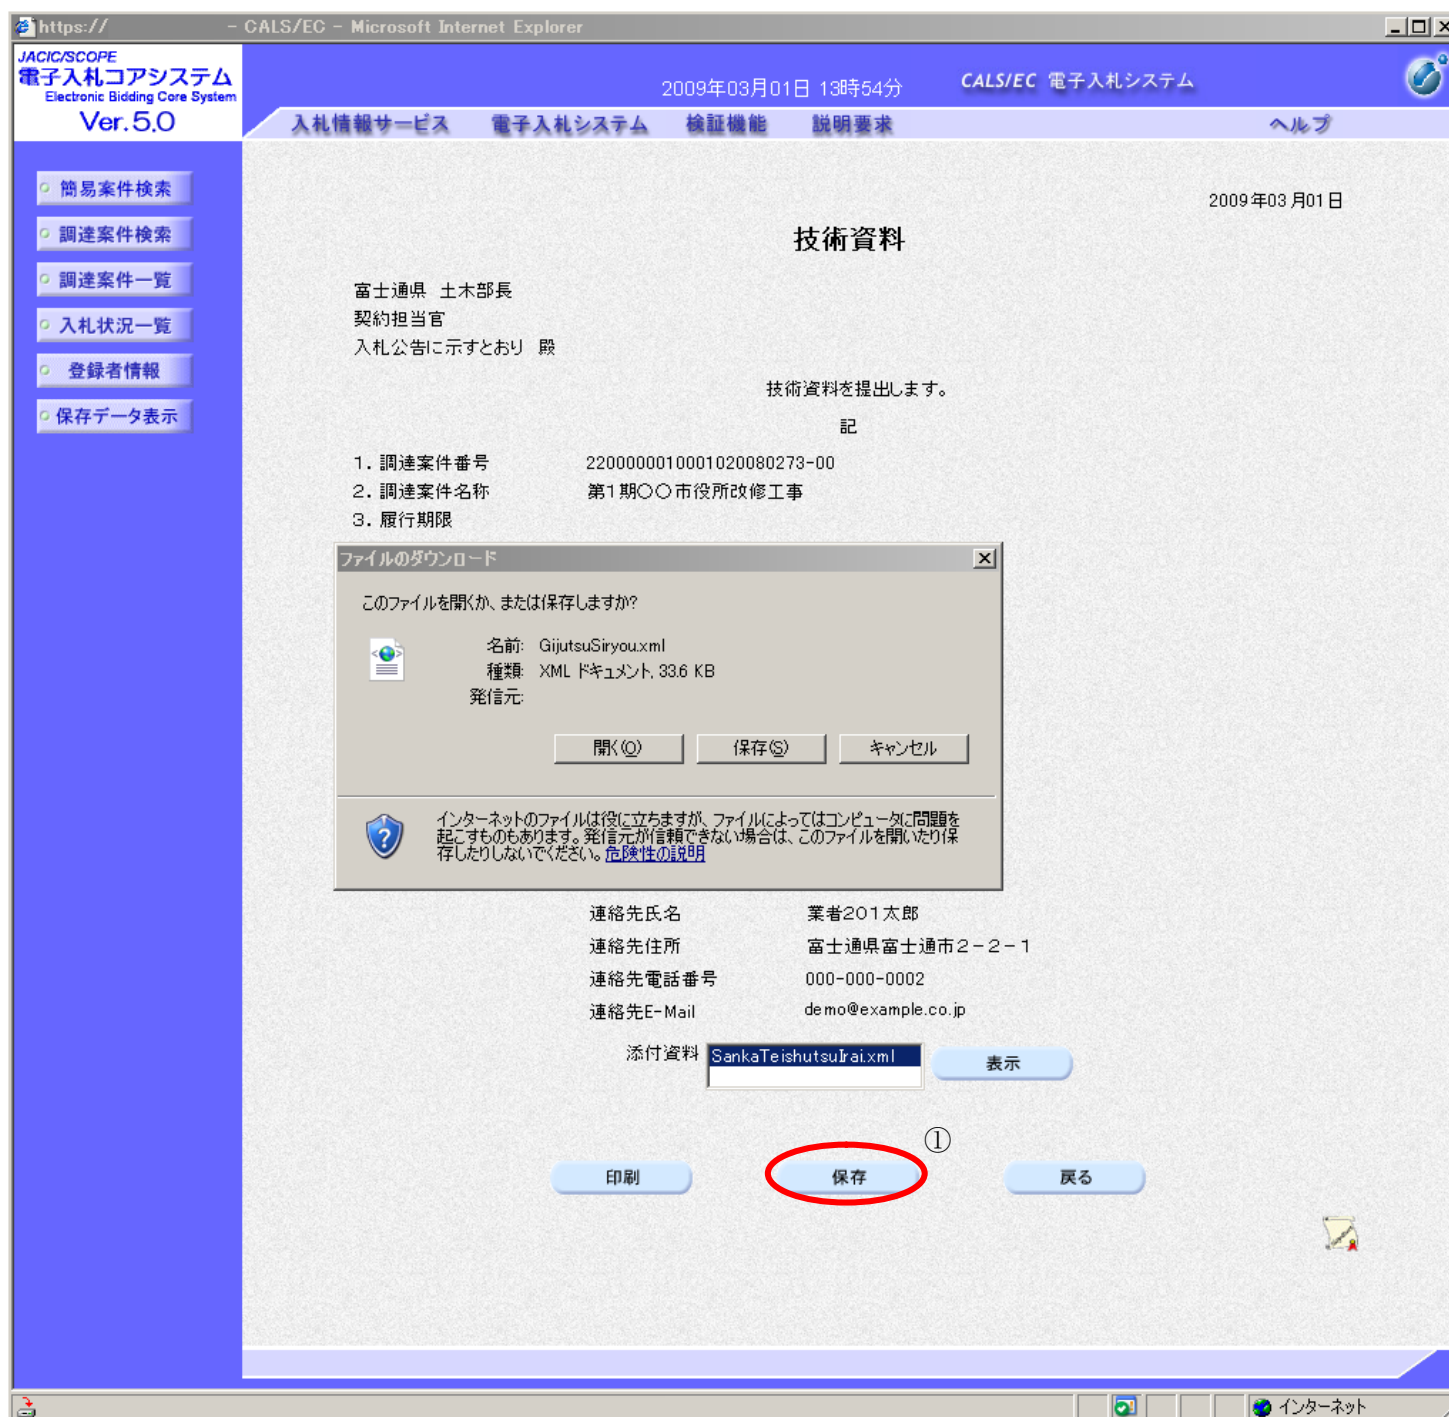 https://　　　　　　- CALS/EC - Microsoft Internet Explorer
JACIC/SCOPE
電子入札コアシステム
Electronic Bidding Core System
Ver.5.0
2009年03月01日 13時54分
CALS/EC 電子入札システム
入札情報サービス　電子入札システム　検証機能　説明要求　ヘルプ
簡易案件検索
調達案件検索
調達案件一覧
入札状況一覧
登録者情報
保存データ表示
2009年03月01日
技術資料
富士通県　土木部長
契約担当官
入札公告に示すとおり　殿
技術資料を提出します。
記
1．調達案件番号　2200000010001020080273-00
2．調達案件名称　第1期〇〇市役所改修工事
3．履行期限
ファイルのダウンロード
このファイルを開くか、または保存しますか?
名前: GijutsuSiryou.xml
種類: XML ドキュメント, 33.6 KB
発信元:
開く(O)　保存(S)　キャンセル
インターネットのファイルは役に立ちますが、ファイルによってはコンピュータに問題を
起こすものもあります。発信元が信頼できない場合は、このファイルを開いたり保
存したりしないでください。危険性の説明
連絡先氏名　業者201太郎
連絡先住所　富士通県富士通市２－２－１
連絡先電話番号　000-000-0002
連絡先E-Mail　demo@example.co.jp
添付資料　SankaTeishutsuIrai.xml　表示
①
印刷　保存　戻る
インターネット